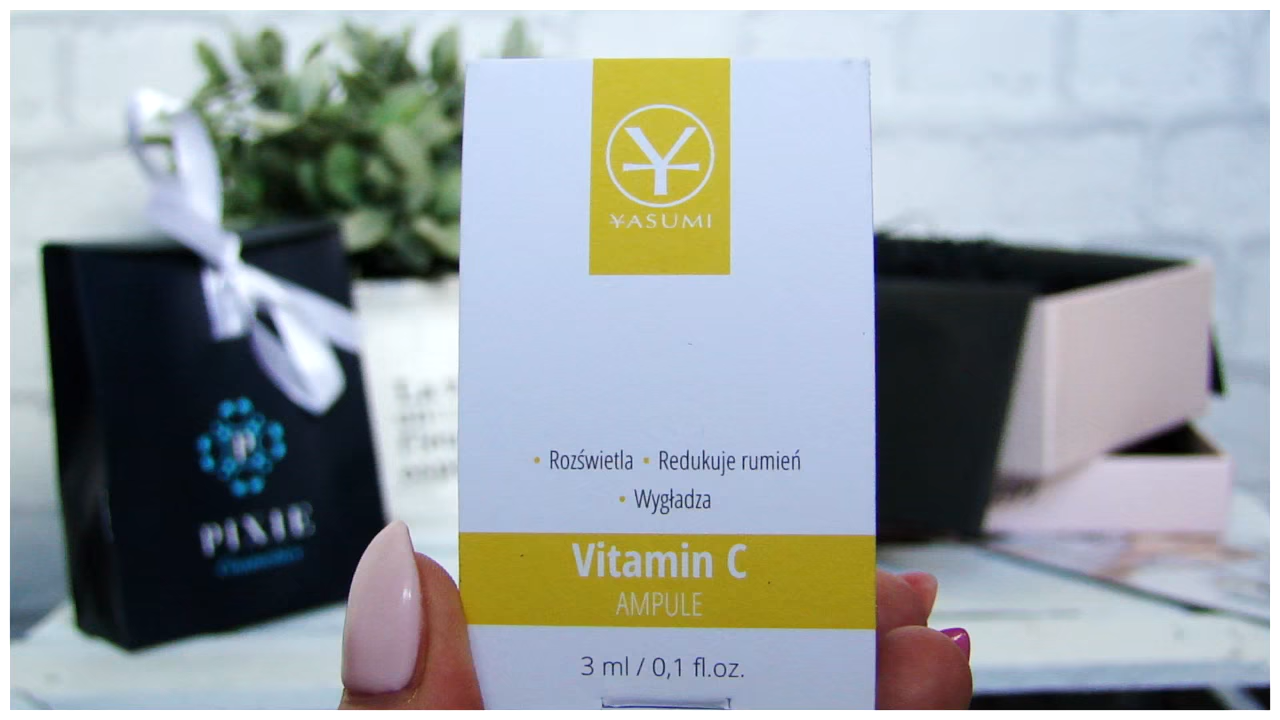 YASUMI
• Rozświetla • Redukuje rumień
• Wygładza
Vitamin C
AMPULE
3 ml / 0,1 fl.oz.
P
PIXIE